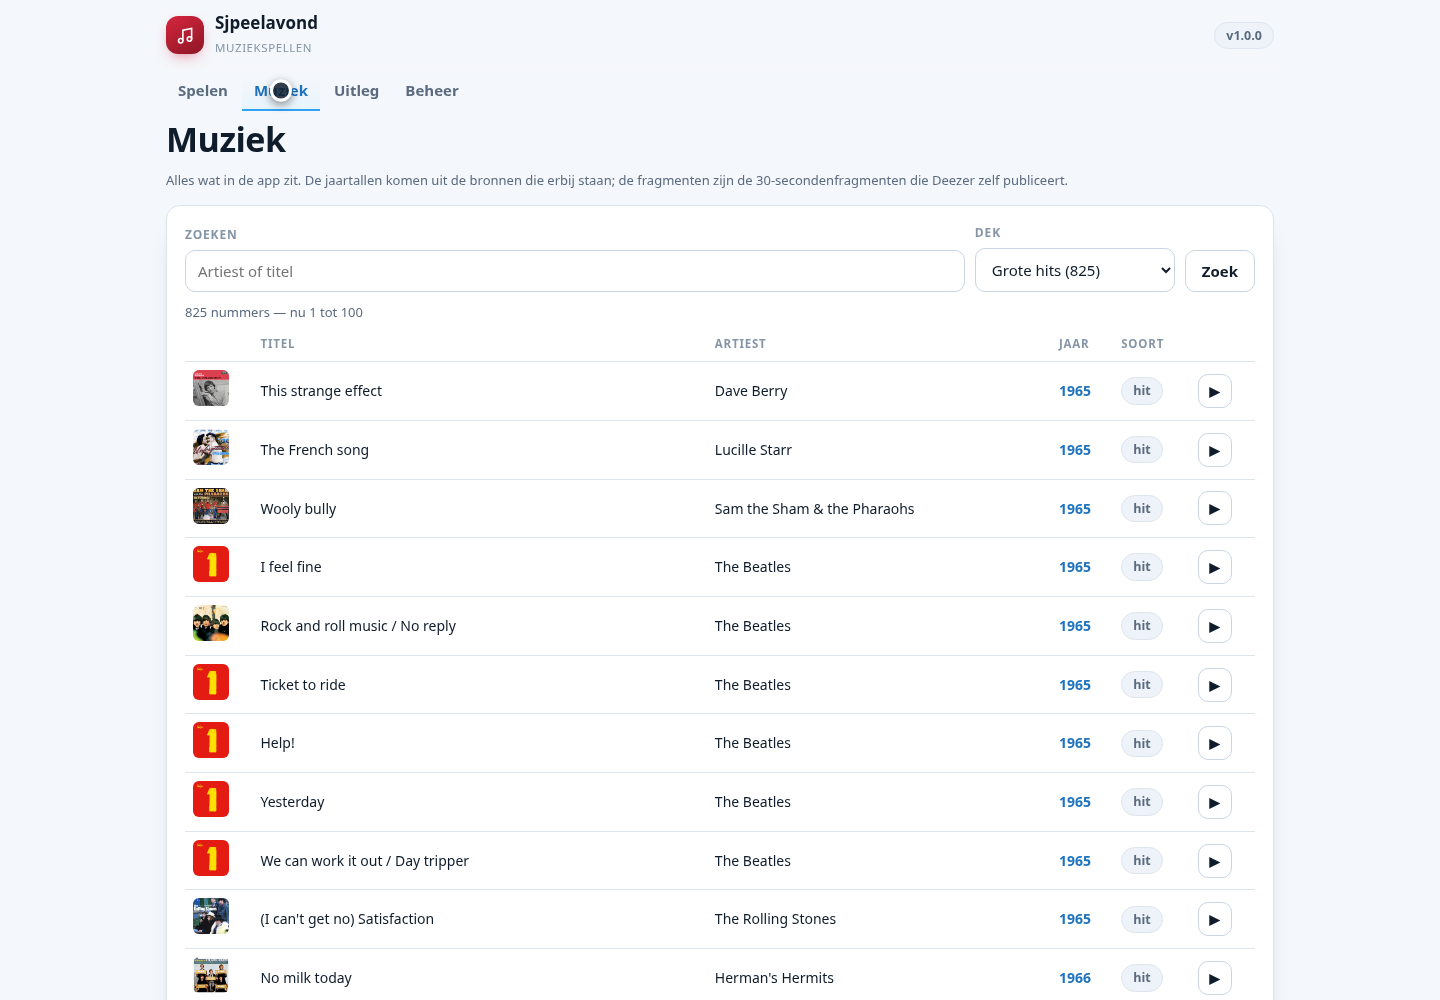 Sjpeelavond
MUZIEKSPELLEN
v1.0.0
Spelen Muziek Uitleg Beheer
Muziek
Alles wat in de app zit. De jaartallen komen uit de bronnen die erbij staan; de fragmenten zijn de 30-secondenfragmenten die Deezer zelf publiceert.
ZOEKEN DEK
Artiest of titel Grote hits (825) Zoek
825 nummers — nu 1 tot 100
TITEL ARTIEST JAAR SOORT
This strange effect Dave Berry 1965 hit
The French song Lucille Starr 1965 hit
Wooly bully Sam the Sham & the Pharaohs 1965 hit
I feel fine The Beatles 1965 hit
Rock and roll music / No reply The Beatles 1965 hit
Ticket to ride The Beatles 1965 hit
Help! The Beatles 1965 hit
Yesterday The Beatles 1965 hit
We can work it out / Day tripper The Beatles 1965 hit
(I can't get no) Satisfaction The Rolling Stones 1965 hit
No milk today Herman's Hermits 1966 hit